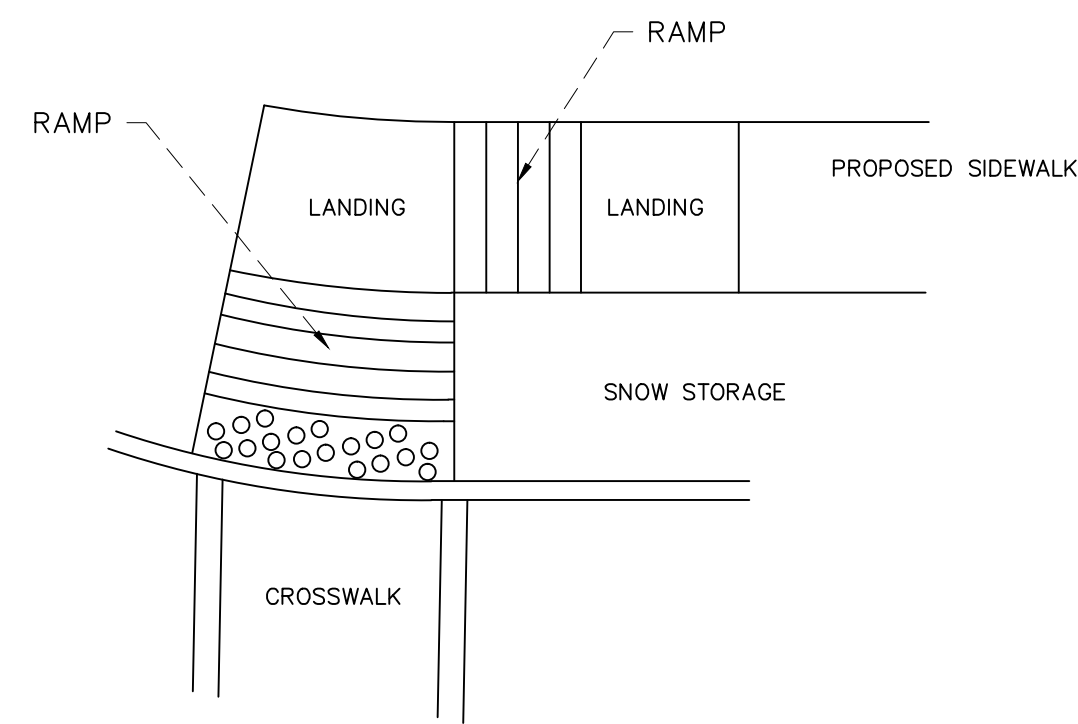 RAMP
RAMP
PROPOSED SIDEWALK
LANDING
LANDING
SNOW STORAGE
CROSSWALK